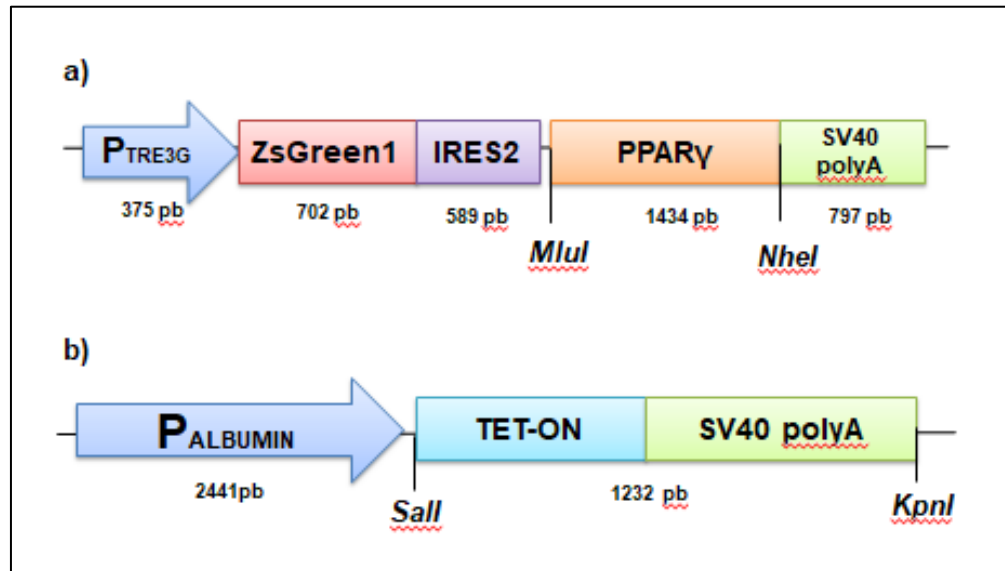 a)
PTRE3G
ZsGreen1
IRES2
PPARγ
SV40
polyA
375 pb
702 pb
589 pb
1434 pb
797 pb
MluI
NheI
b)
PALBUMIN
TET-ON
SV40 polyA
2441pb
1232 pb
SalI
KpnI